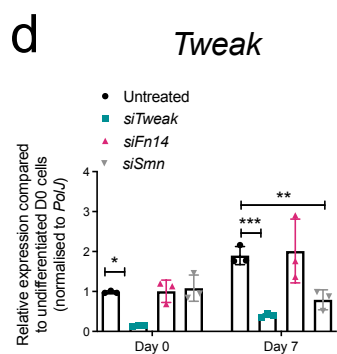 d
Tweak
Untreated
siTweak
siFn14
siSmn
Relative expression compared
to undifferentiated D0 cells
(normalised to PolJ)
4
3
2
1
0
*
***
**
Day 0
Day 7